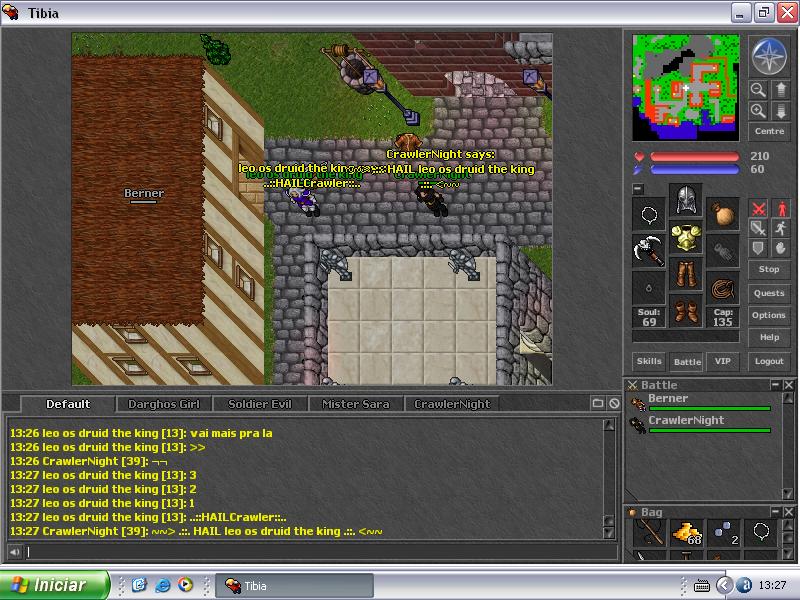 Tibia
CrawlerNight says:
HAIL leo os druid the king
.::. <~~
leo os druid the king
..::HAILCrawler::..
Berner
Centre
210
60
Soul:
69
Cap:
135
Stop
Quests
Options
Help
Skills
Battle
VIP
Logout
Default
Darghos Girl
Soldier Evil
Mister Sara
CrawlerNight
13:26 leo os druid the king [13]: vai mais pra la
13:26 leo os druid the king [13]: >>
13:26 CrawlerNight [39]: ¬¬
13:27 leo os druid the king [13]: 3
13:27 leo os druid the king [13]: 2
13:27 leo os druid the king [13]: 1
13:27 leo os druid the king [13]: ..::HAILCrawler::..
13:27 CrawlerNight [39]: ~~> .::. HAIL leo os druid the king .::. <~~
Battle
Berner
CrawlerNight
Bag
68
2
Iniciar
Tibia
13:27